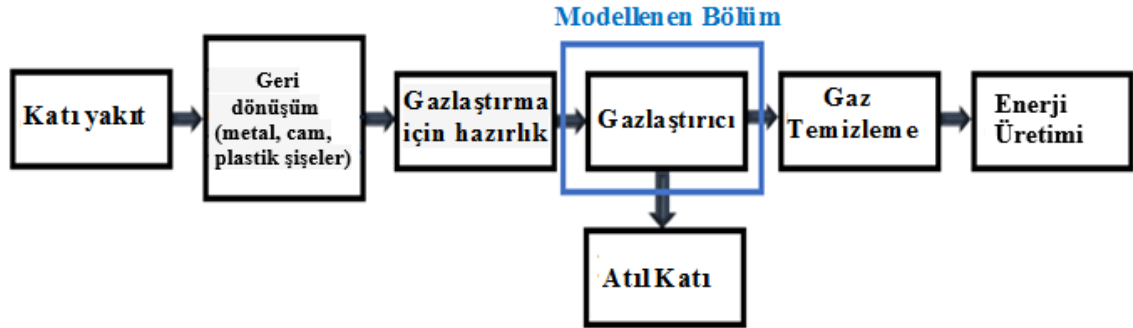 Modellenen Bölüm
Katı yakıt
Geri
dönüşüm
(metal, cam,
plastik şişeler)
Gazlaştırma
için hazırlık
Gazlaştırıcı
Gaz
Temizleme
Enerji
Üretimi
Atıl Katı